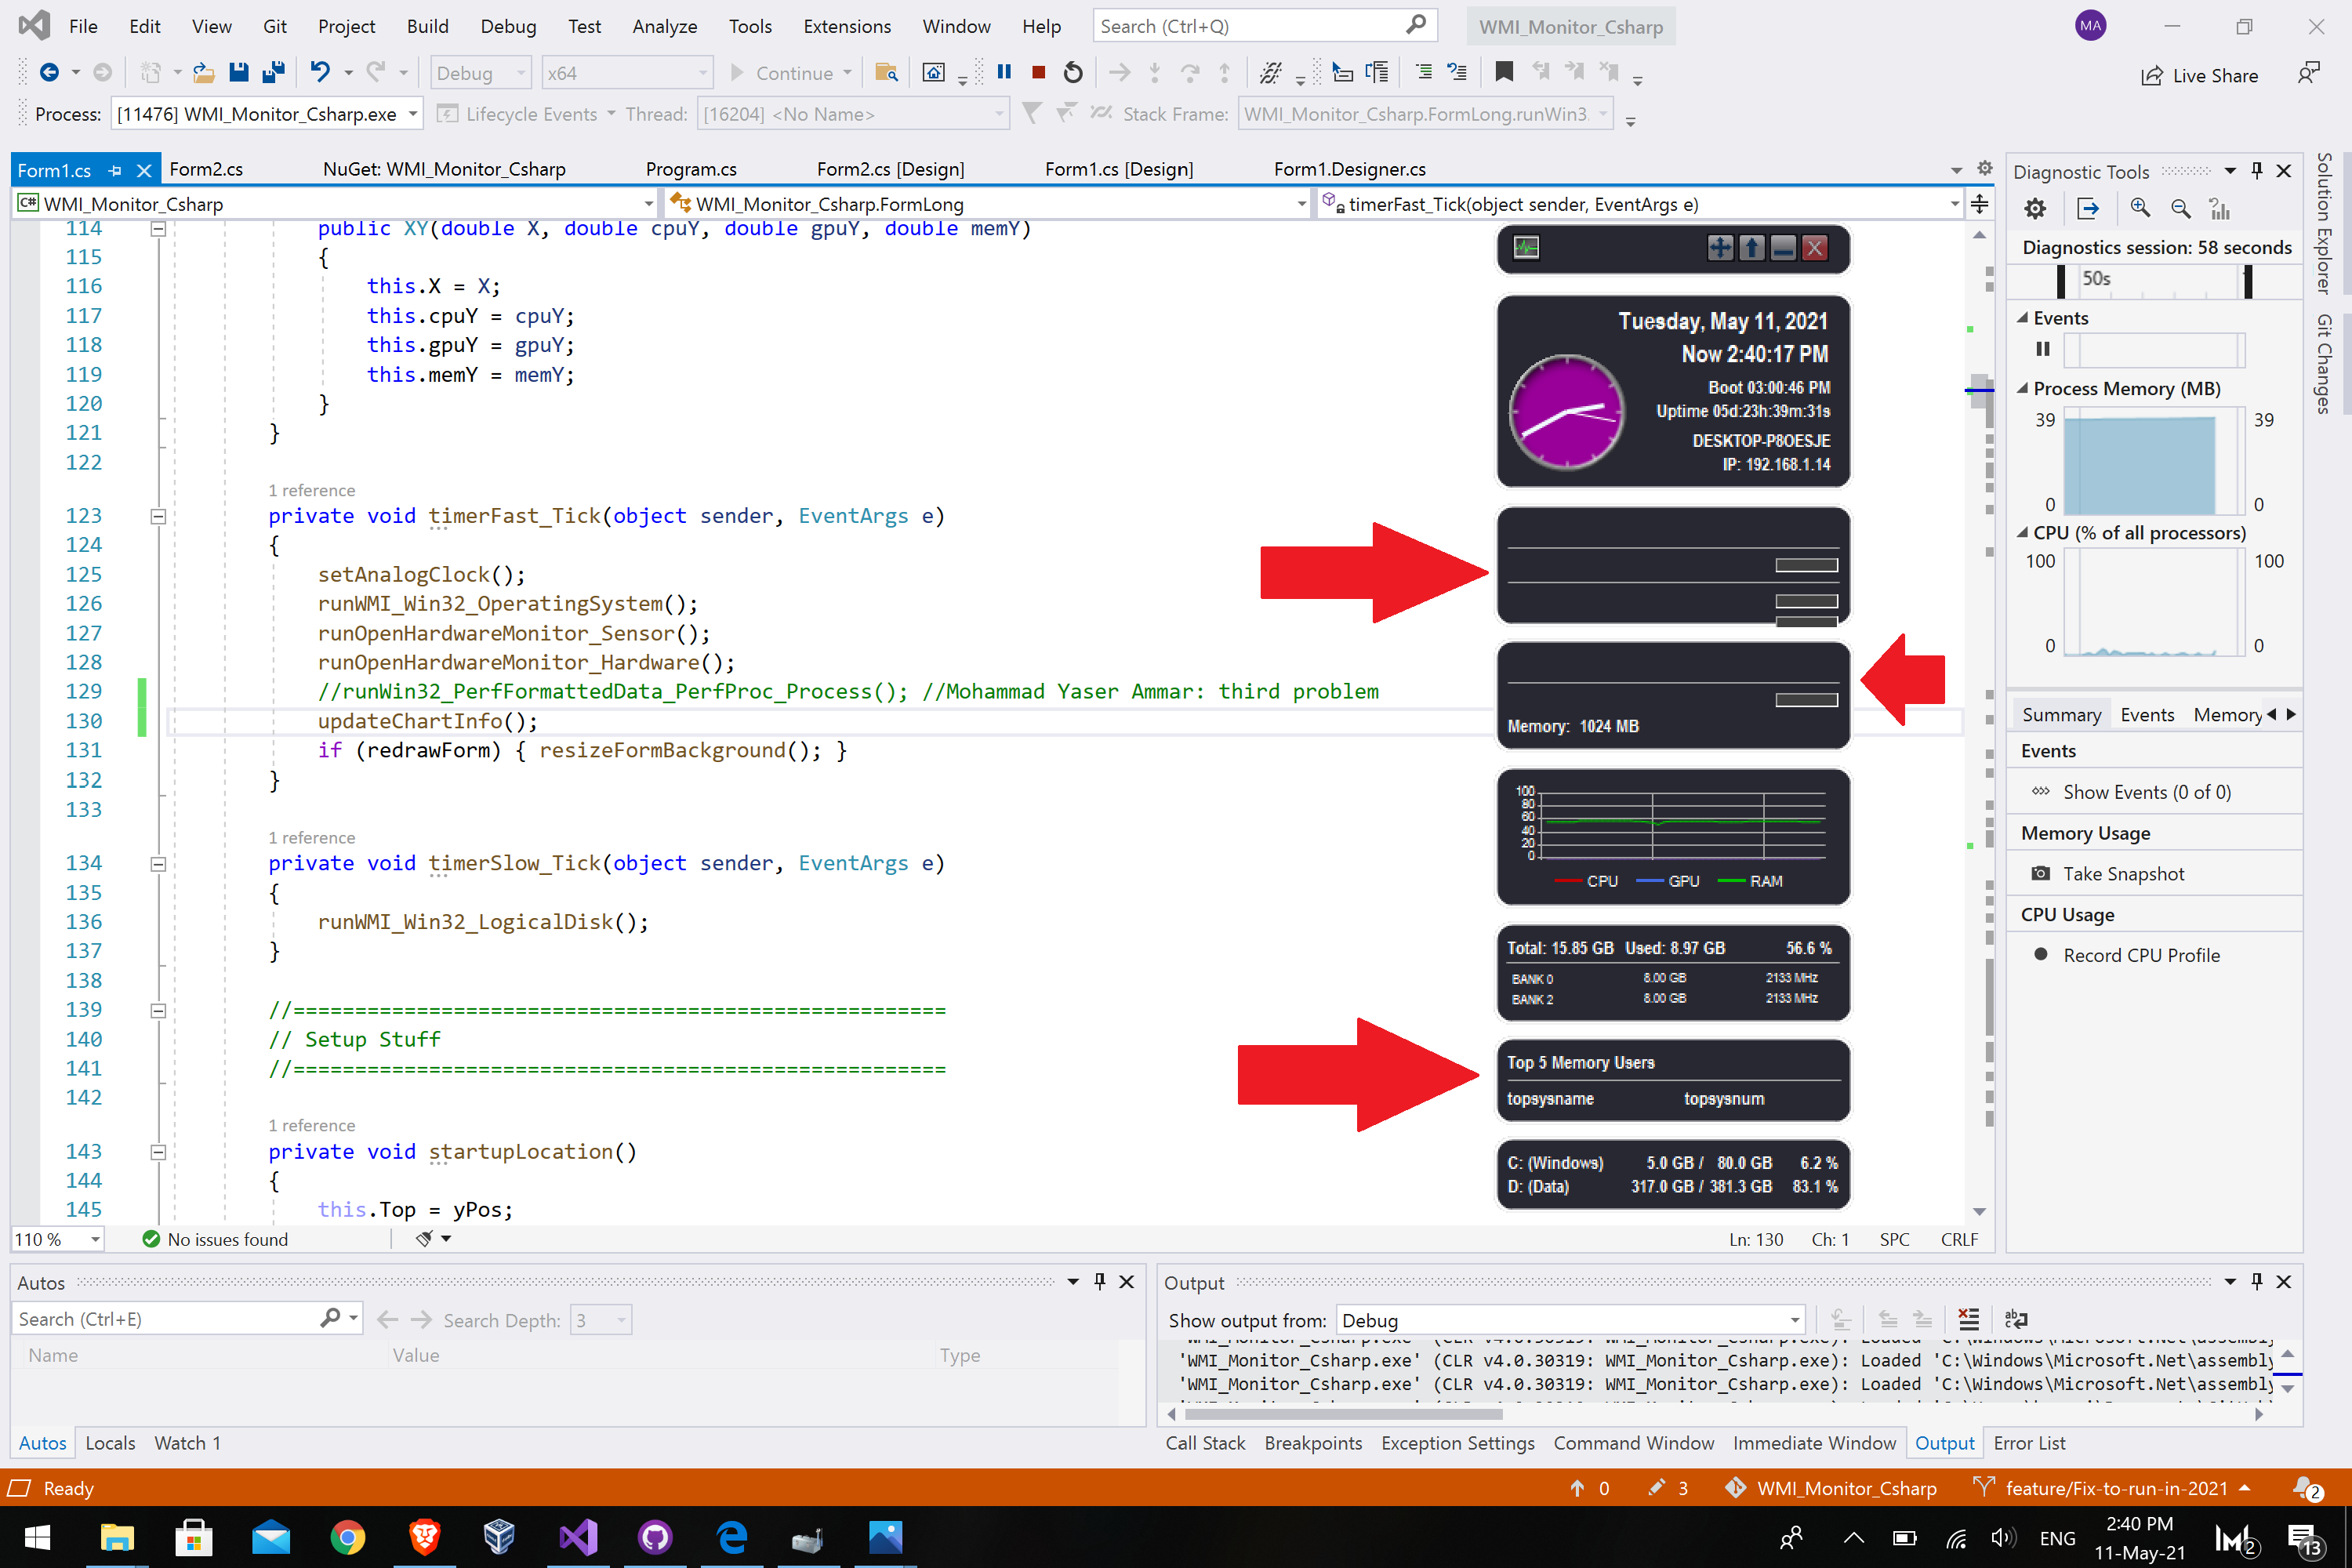 File Edit View Git Project Build Debug Test Analyze Tools Extensions Window Help Search (Ctrl+Q) WMI_Monitor_Csharp MA
Debug x64 Continue Live Share
Process: [11476] WMI_Monitor_Csharp.exe Lifecycle Events Thread: [16204] <No Name> Stack Frame: WMI_Monitor_Csharp.FormLong.runWin3
Form1.cs Form2.cs NuGet: WMI_Monitor_Csharp Program.cs Form2.cs [Design] Form1.cs [Design] Form1.Designer.cs
C# WMI_Monitor_Csharp WMI_Monitor_Csharp.FormLong timerFast_Tick(object sender, EventArgs e)
114 public XY(double X, double cpuY, double gpuY, double memY)
115 {
116 this.X = X;
117 this.cpuY = cpuY;
118 this.gpuY = gpuY;
119 this.memY = memY;
120 }
121 }
122
1 reference
123 private void timerFast_Tick(object sender, EventArgs e)
124 {
125 setAnalogClock();
126 runWMI_Win32_OperatingSystem();
127 runOpenHardwareMonitor_Sensor();
128 runOpenHardwareMonitor_Hardware();
129 //runWin32_PerfFormattedData_PerfProc_Process(); //Mohammad Yaser Ammar: third problem
130 updateChartInfo();
131 if (redrawForm) { resizeFormBackground(); }
132 }
133
1 reference
134 private void timerSlow_Tick(object sender, EventArgs e)
135 {
136 runWMI_Win32_LogicalDisk();
137 }
138
139 //=====================================================
140 // Setup Stuff
141 //=====================================================
142
1 reference
143 private void startupLocation()
144 {
145 this.Top = yPos;
Tuesday, May 11, 2021
Now 2:40:17 PM
Boot 03:00:46 PM
Uptime 05d:23h:39m:31s
DESKTOP-P8OESJE
IP: 192.168.1.14
Memory: 1024 MB
100
80
60
40
20
0
CPU GPU RAM
Total: 15.85 GB Used: 8.97 GB 56.6 %
BANK 0 8.00 GB 2133 MHz
BANK 2 8.00 GB 2133 MHz
Top 5 Memory Users
topsysname topsysnum
C: (Windows) 5.0 GB / 80.0 GB 6.2 %
D: (Data) 317.0 GB / 381.3 GB 83.1 %
110 % No issues found Ln: 130 Ch: 1 SPC CRLF
Diagnostic Tools
Diagnostics session: 58 seconds
50s
Events
Process Memory (MB)
39 39
0 0
CPU (% of all processors)
100 100
0 0
Summary Events Memory
Events
Show Events (0 of 0)
Memory Usage
Take Snapshot
CPU Usage
Record CPU Profile
Solution Explorer
Git Changes
Autos
Search (Ctrl+E) Search Depth: 3
Name Value Type
Autos Locals Watch 1
Output
Show output from: Debug
'WMI_Monitor_Csharp.exe' (CLR v4.0.30319: WMI_Monitor_Csharp.exe): Loaded 'C:\Windows\Microsoft.Net\assembly
'WMI_Monitor_Csharp.exe' (CLR v4.0.30319: WMI_Monitor_Csharp.exe): Loaded 'C:\Windows\Microsoft.Net\assembly
Call Stack Breakpoints Exception Settings Command Window Immediate Window Output Error List
Ready 0 3 WMI_Monitor_Csharp feature/Fix-to-run-in-2021 2
ENG 2:40 PM 2 13
11-May-21